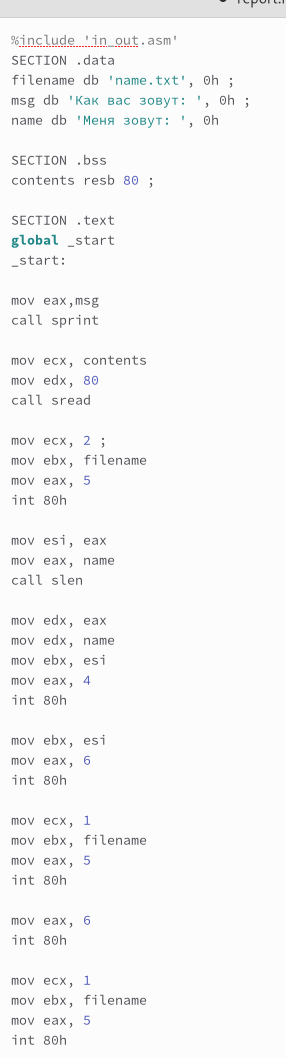 ● report.
%include 'in_out.asm'
SECTION .data
filename db 'name.txt', 0h ;
msg db 'Как вас зовут: ', 0h ;
name db 'Меня зовут: ', 0h
SECTION .bss
contents resb 80 ;
SECTION .text
global _start
_start:
mov eax,msg
call sprint
mov ecx, contents
mov edx, 80
call sread
mov ecx, 2 ;
mov ebx, filename
mov eax, 5
int 80h
mov esi, eax
mov eax, name
call slen
mov edx, eax
mov edx, name
mov ebx, esi
mov eax, 4
int 80h
mov ebx, esi
mov eax, 6
int 80h
mov ecx, 1
mov ebx, filename
mov eax, 5
int 80h
mov eax, 6
int 80h
mov ecx, 1
mov ebx, filename
mov eax, 5
int 80h